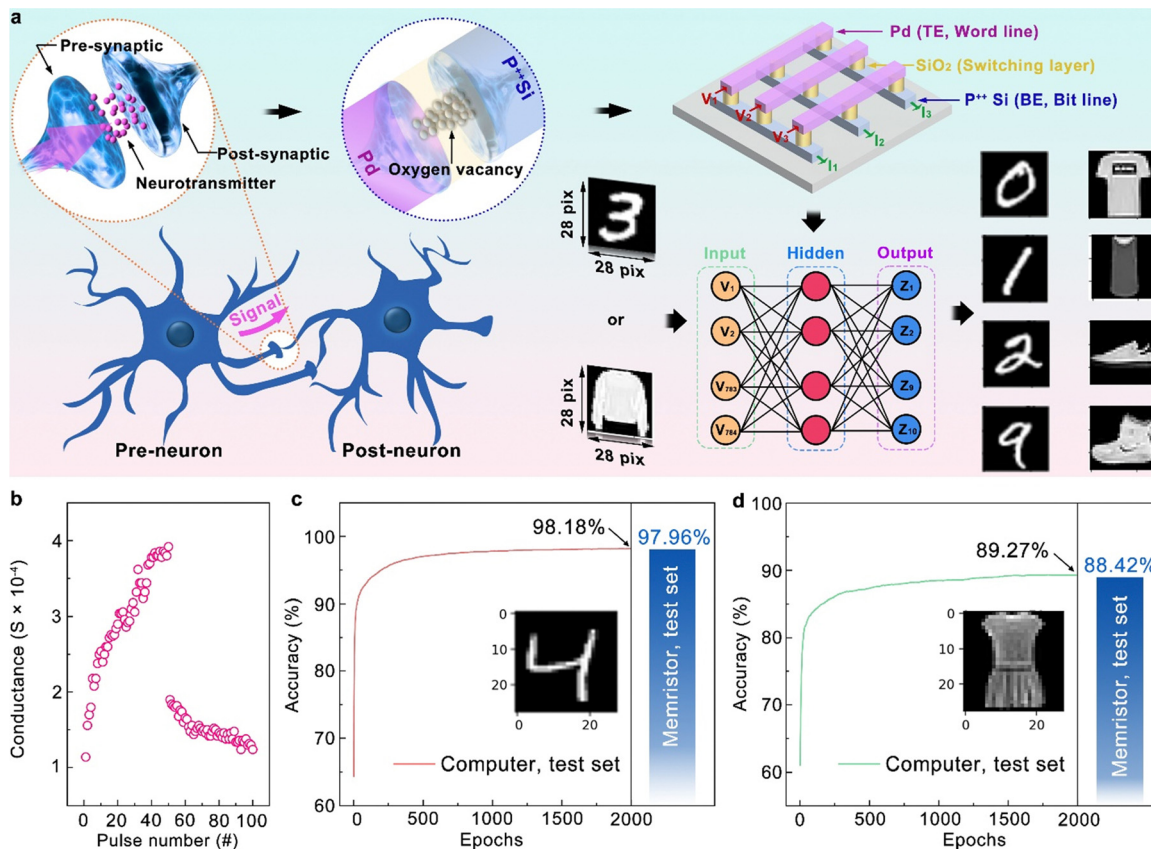 a
Pre-synaptic
Post-synaptic
Neurotransmitter
P⁺⁺Si
Pd
Oxygen vacancy
Pd (TE, Word line)
SiO₂ (Switching layer)
P⁺⁺ Si (BE, Bit line)
V₁
V₂
V₃
I₃
I₂
I₁
Signal
Pre-neuron
Post-neuron
28 pix
28 pix
or
28 pix
28 pix
Input
Hidden
Output
V₁
V₂
V₇₈₃
V₇₈₄
Z₁
Z₂
Z₉
Z₁₀
3
0
1
2
9
b
Conductance (S × 10⁻⁴)
4
3
2
1
0 20 40 60 80 100
Pulse number (#)
c
Accuracy (%)
100
90
80
70
60
98.18%
97.96%
0
10
20
0 20
4
Computer, test set
Memristor, test set
0 500 1000 1500 2000
Epochs
d
Accuracy (%)
100
90
80
70
60
89.27%
88.42%
0
10
20
0 20
Computer, test set
Memristor, test set
0 500 1000 1500 2000
Epochs